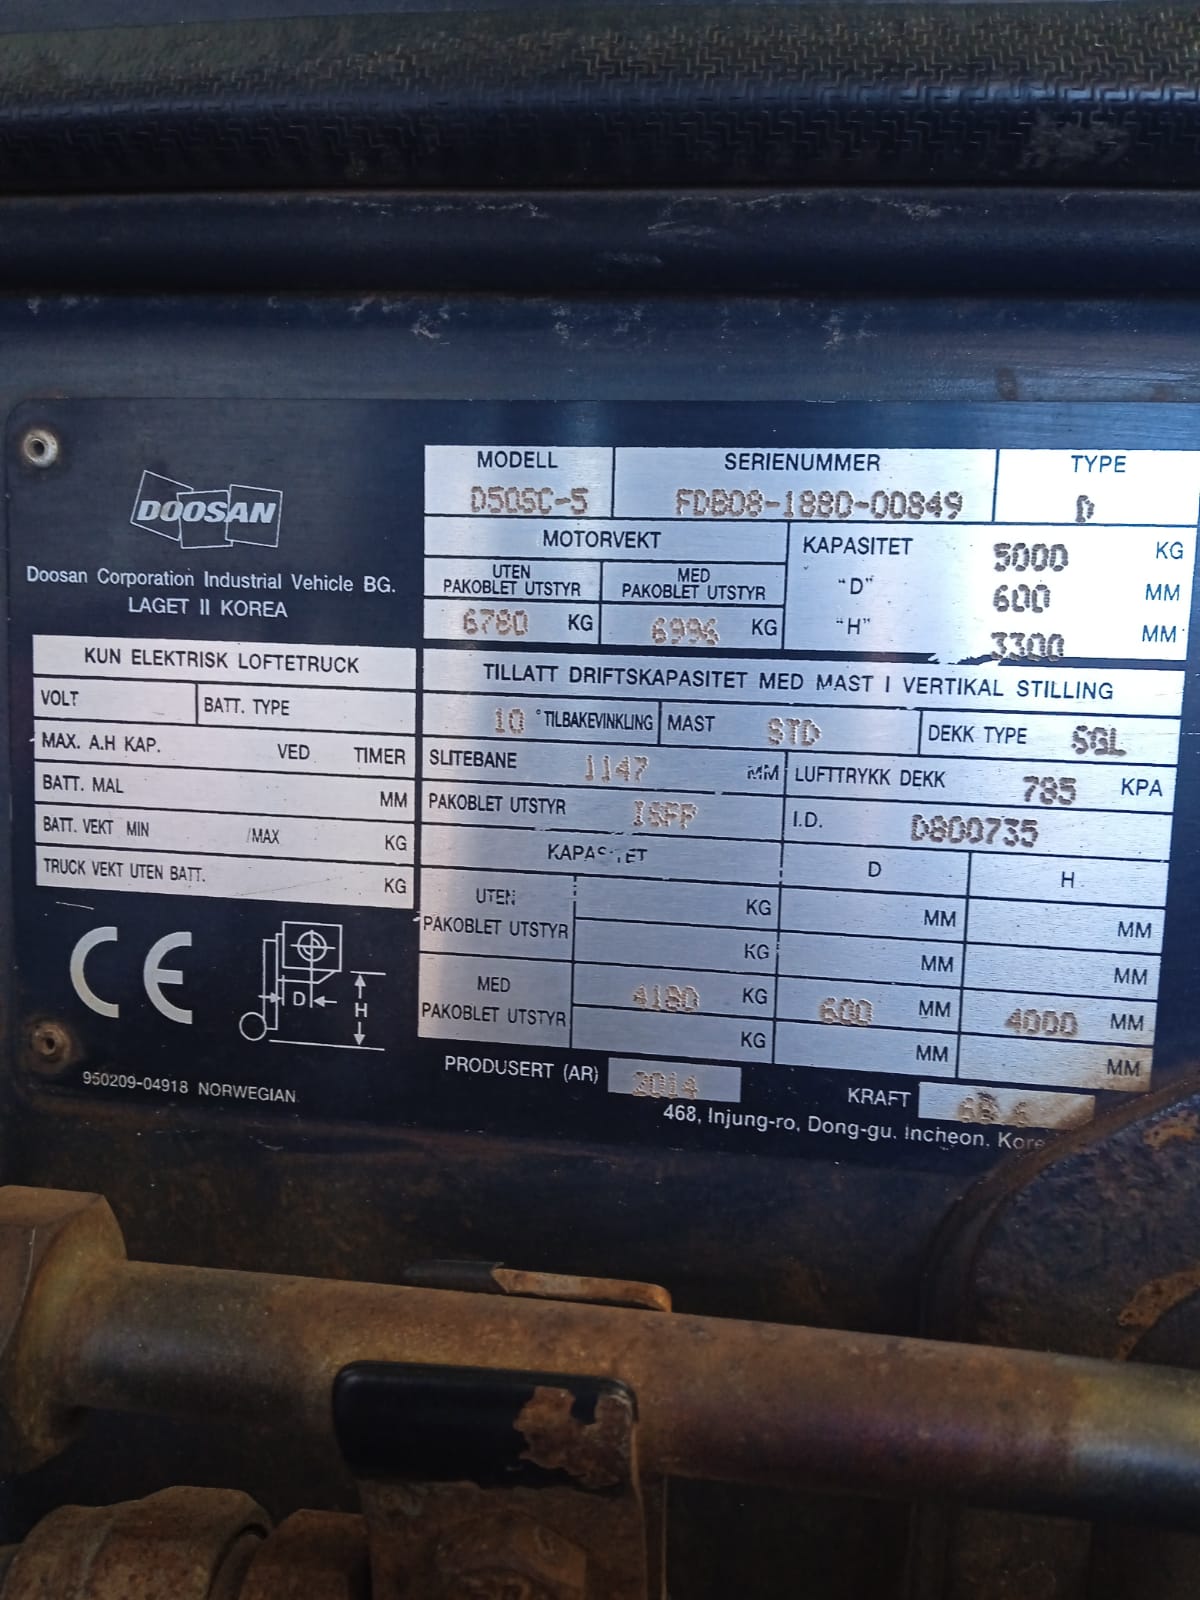 DOOSAN
Doosan Corporation Industrial Vehicle BG.
LAGET II KOREA
MODELL SERIENUMMER TYPE
D50SC-5 FDB08-1880-00849 D
MOTORVEKT
UTEN PAKOBLET UTSTYR MED PAKOBLET UTSTYR
6780 KG 6996 KG
KAPASITET 5000 KG
"D" 600 MM
"H" 3300 MM
KUN ELEKTRISK LOFTETRUCK
VOLT BATT. TYPE
MAX. A.H KAP. VED TIMER
BATT. MAL MM
BATT. VEKT MIN /MAX KG
TRUCK VEKT UTEN BATT. KG
TILLATT DRIFTSKAPASITET MED MAST I VERTIKAL STILLING
10 °TILBAKEVINKLING MAST STD DEKK TYPE SGL
SLITEBANE 1147 MM LUFTTRYKK DEKK 785 KPA
PAKOBLET UTSTYR ISFP I.D. D800735
KAPASITET D H
UTEN KG MM MM
PAKOBLET UTSTYR KG MM MM
MED 4180 KG 600 MM 4000 MM
PAKOBLET UTSTYR KG MM MM
CE
D
H
950209-04918 NORWEGIAN
PRODUSERT (AR) 2014 KRAFT
468, Injung-ro, Dong-gu. Incheon. Kore